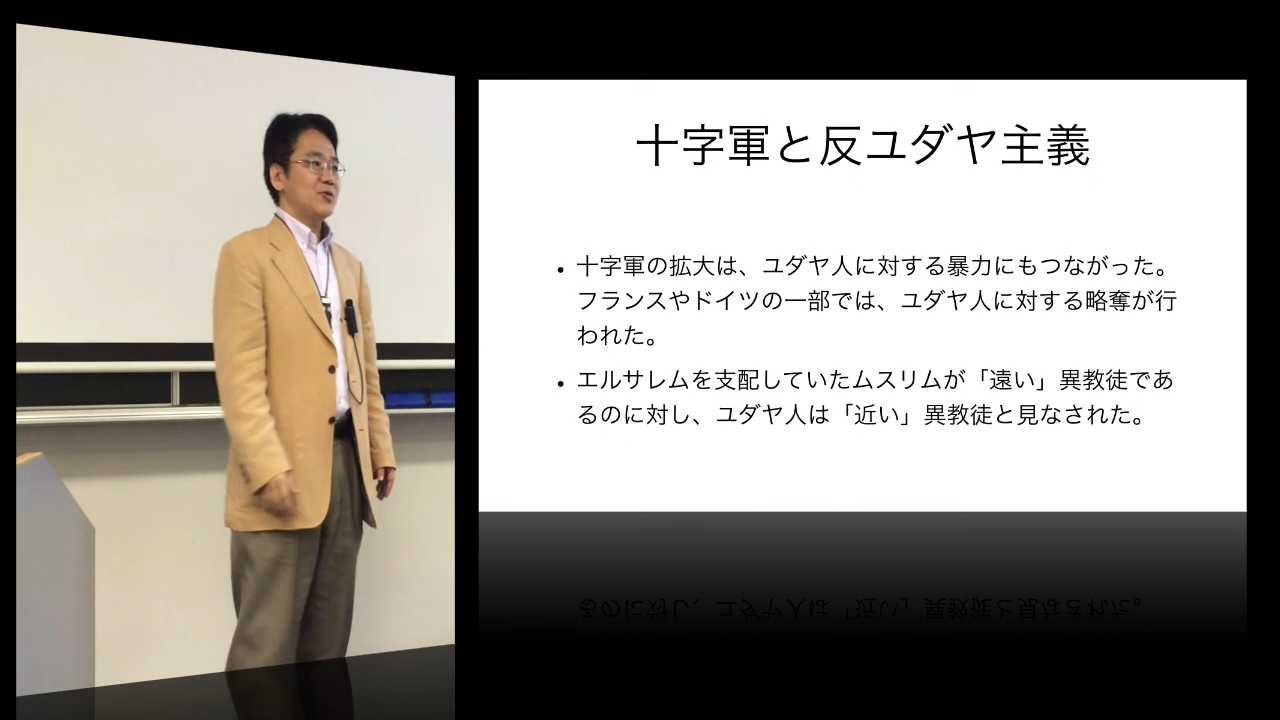 十字軍と反ユダヤ主義
• 十字軍の拡大は、ユダヤ人に対する暴力にもつながった。
フランスやドイツの一部では、ユダヤ人に対する略奪が行
われた。
• エルサレムを支配していたムスリムが「遠い」異教徒であ
るのに対し、ユダヤ人は「近い」異教徒と見なされた。